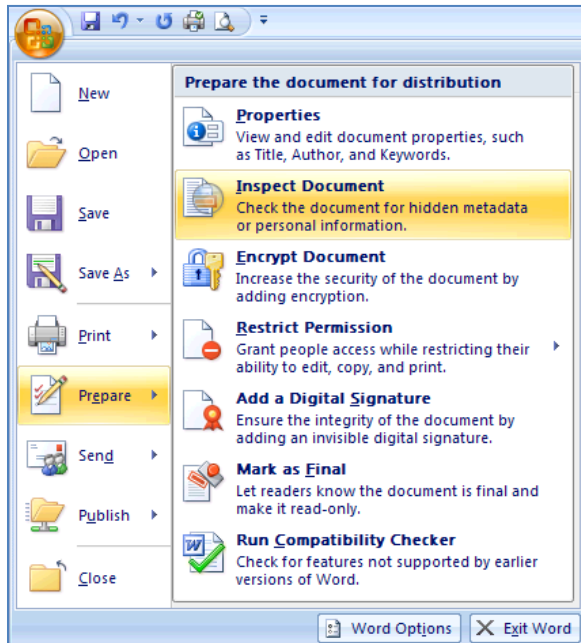 New
Open
Save
Save As
Print
Prepare
Send
Publish
Close
Prepare the document for distribution
Properties
View and edit document properties, such
as Title, Author, and Keywords.
Inspect Document
Check the document for hidden metadata
or personal information.
Encrypt Document
Increase the security of the document by
adding encryption.
Restrict Permission
Grant people access while restricting their
ability to edit, copy, and print.
Add a Digital Signature
Ensure the integrity of the document by
adding an invisible digital signature.
Mark as Final
Let readers know the document is final and
make it read-only.
Run Compatibility Checker
Check for features not supported by earlier
versions of Word.
Word Options
Exit Word